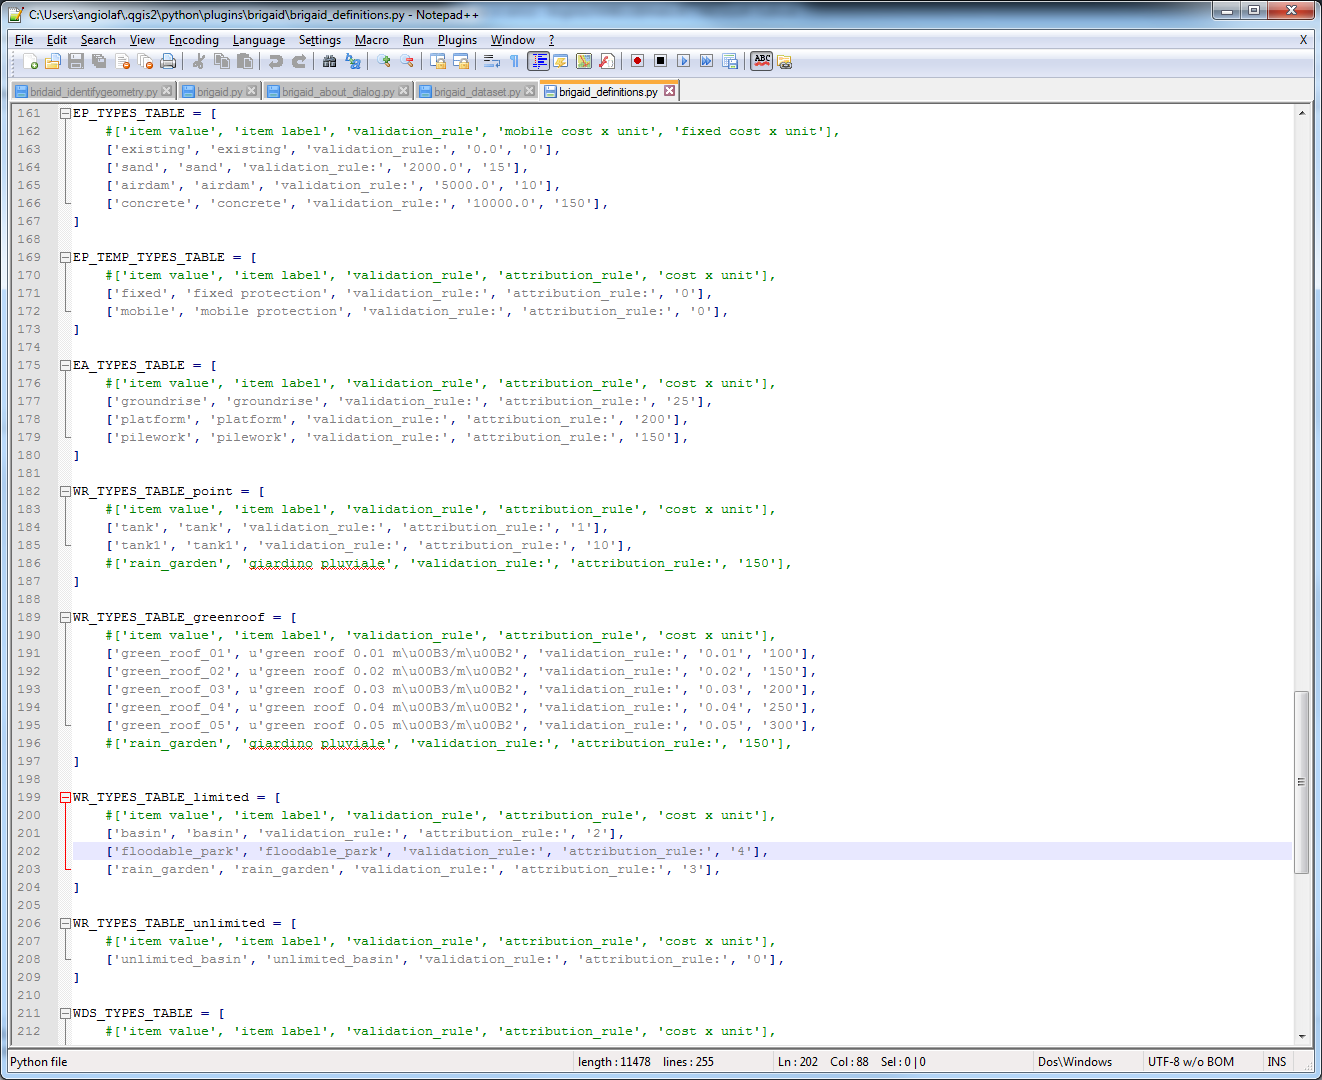 C:\Users\angiolaf\.qgis2\python\plugins\brigaid\brigaid_definitions.py - Notepad++
File Edit Search View Encoding Language Settings Macro Run Plugins Window ? X
ABC
bridaid_identifygeometry.py brigaid.py brigaid_about_dialog.py brigaid_dataset.py brigaid_definitions.py
161 EP_TYPES_TABLE = [
162 #['item value', 'item label', 'validation_rule', 'mobile cost x unit', 'fixed cost x unit'],
163 ['existing', 'existing', 'validation_rule:', '0.0', '0'],
164 ['sand', 'sand', 'validation_rule:', '2000.0', '15'],
165 ['airdam', 'airdam', 'validation_rule:', '5000.0', '10'],
166 ['concrete', 'concrete', 'validation_rule:', '10000.0', '150'],
167 ]
168
169 EP_TEMP_TYPES_TABLE = [
170 #['item value', 'item label', 'validation_rule', 'attribution_rule', 'cost x unit'],
171 ['fixed', 'fixed protection', 'validation_rule:', 'attribution_rule:', '0'],
172 ['mobile', 'mobile protection', 'validation_rule:', 'attribution_rule:', '0'],
173 ]
174
175 EA_TYPES_TABLE = [
176 #['item value', 'item label', 'validation_rule', 'attribution_rule', 'cost x unit'],
177 ['groundrise', 'groundrise', 'validation_rule:', 'attribution_rule:', '25'],
178 ['platform', 'platform', 'validation_rule:', 'attribution_rule:', '200'],
179 ['pilework', 'pilework', 'validation_rule:', 'attribution_rule:', '150'],
180 ]
181
182 WR_TYPES_TABLE_point = [
183 #['item value', 'item label', 'validation_rule', 'attribution_rule', 'cost x unit'],
184 ['tank', 'tank', 'validation_rule:', 'attribution_rule:', '1'],
185 ['tank1', 'tank1', 'validation_rule:', 'attribution_rule:', '10'],
186 #['rain_garden', 'giardino pluviale', 'validation_rule:', 'attribution_rule:', '150'],
187 ]
188
189 WR_TYPES_TABLE_greenroof = [
190 #['item value', 'item label', 'validation_rule', 'attribution_rule', 'cost x unit'],
191 ['green_roof_01', u'green roof 0.01 m\u00B3/m\u00B2', 'validation_rule:', '0.01', '100'],
192 ['green_roof_02', u'green roof 0.02 m\u00B3/m\u00B2', 'validation_rule:', '0.02', '150'],
193 ['green_roof_03', u'green roof 0.03 m\u00B3/m\u00B2', 'validation_rule:', '0.03', '200'],
194 ['green_roof_04', u'green roof 0.04 m\u00B3/m\u00B2', 'validation_rule:', '0.04', '250'],
195 ['green_roof_05', u'green roof 0.05 m\u00B3/m\u00B2', 'validation_rule:', '0.05', '300'],
196 #['rain_garden', 'giardino pluviale', 'validation_rule:', 'attribution_rule:', '150'],
197 ]
198
199 WR_TYPES_TABLE_limited = [
200 #['item value', 'item label', 'validation_rule', 'attribution_rule', 'cost x unit'],
201 ['basin', 'basin', 'validation_rule:', 'attribution_rule:', '2'],
202 ['floodable_park', 'floodable_park', 'validation_rule:', 'attribution_rule:', '4'],
203 ['rain_garden', 'rain_garden', 'validation_rule:', 'attribution_rule:', '3'],
204 ]
205
206 WR_TYPES_TABLE_unlimited = [
207 #['item value', 'item label', 'validation_rule', 'attribution_rule', 'cost x unit'],
208 ['unlimited_basin', 'unlimited_basin', 'validation_rule:', 'attribution_rule:', '0'],
209 ]
210
211 WDS_TYPES_TABLE = [
212 #['item value', 'item label', 'validation_rule', 'attribution_rule', 'cost x unit'],
Python file length : 11478 lines : 255 Ln : 202 Col : 88 Sel : 0 | 0 Dos\Windows UTF-8 w/o BOM INS